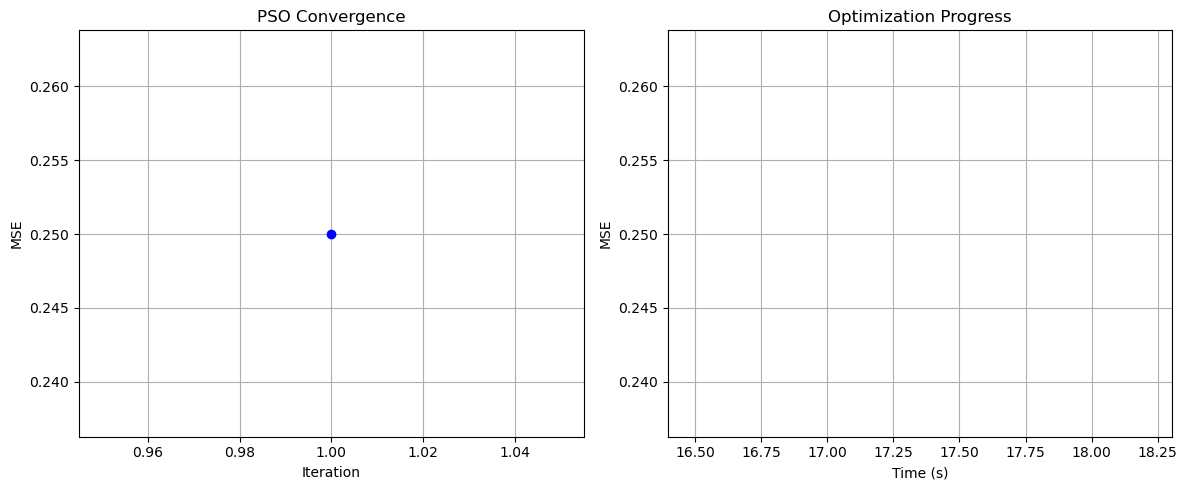 PSO Convergence
0.260
0.255
0.250
0.245
0.240
MSE
0.96 0.98 1.00 1.02 1.04
Iteration
Optimization Progress
0.260
0.255
0.250
0.245
0.240
MSE
16.50 16.75 17.00 17.25 17.50 17.75 18.00 18.25
Time (s)